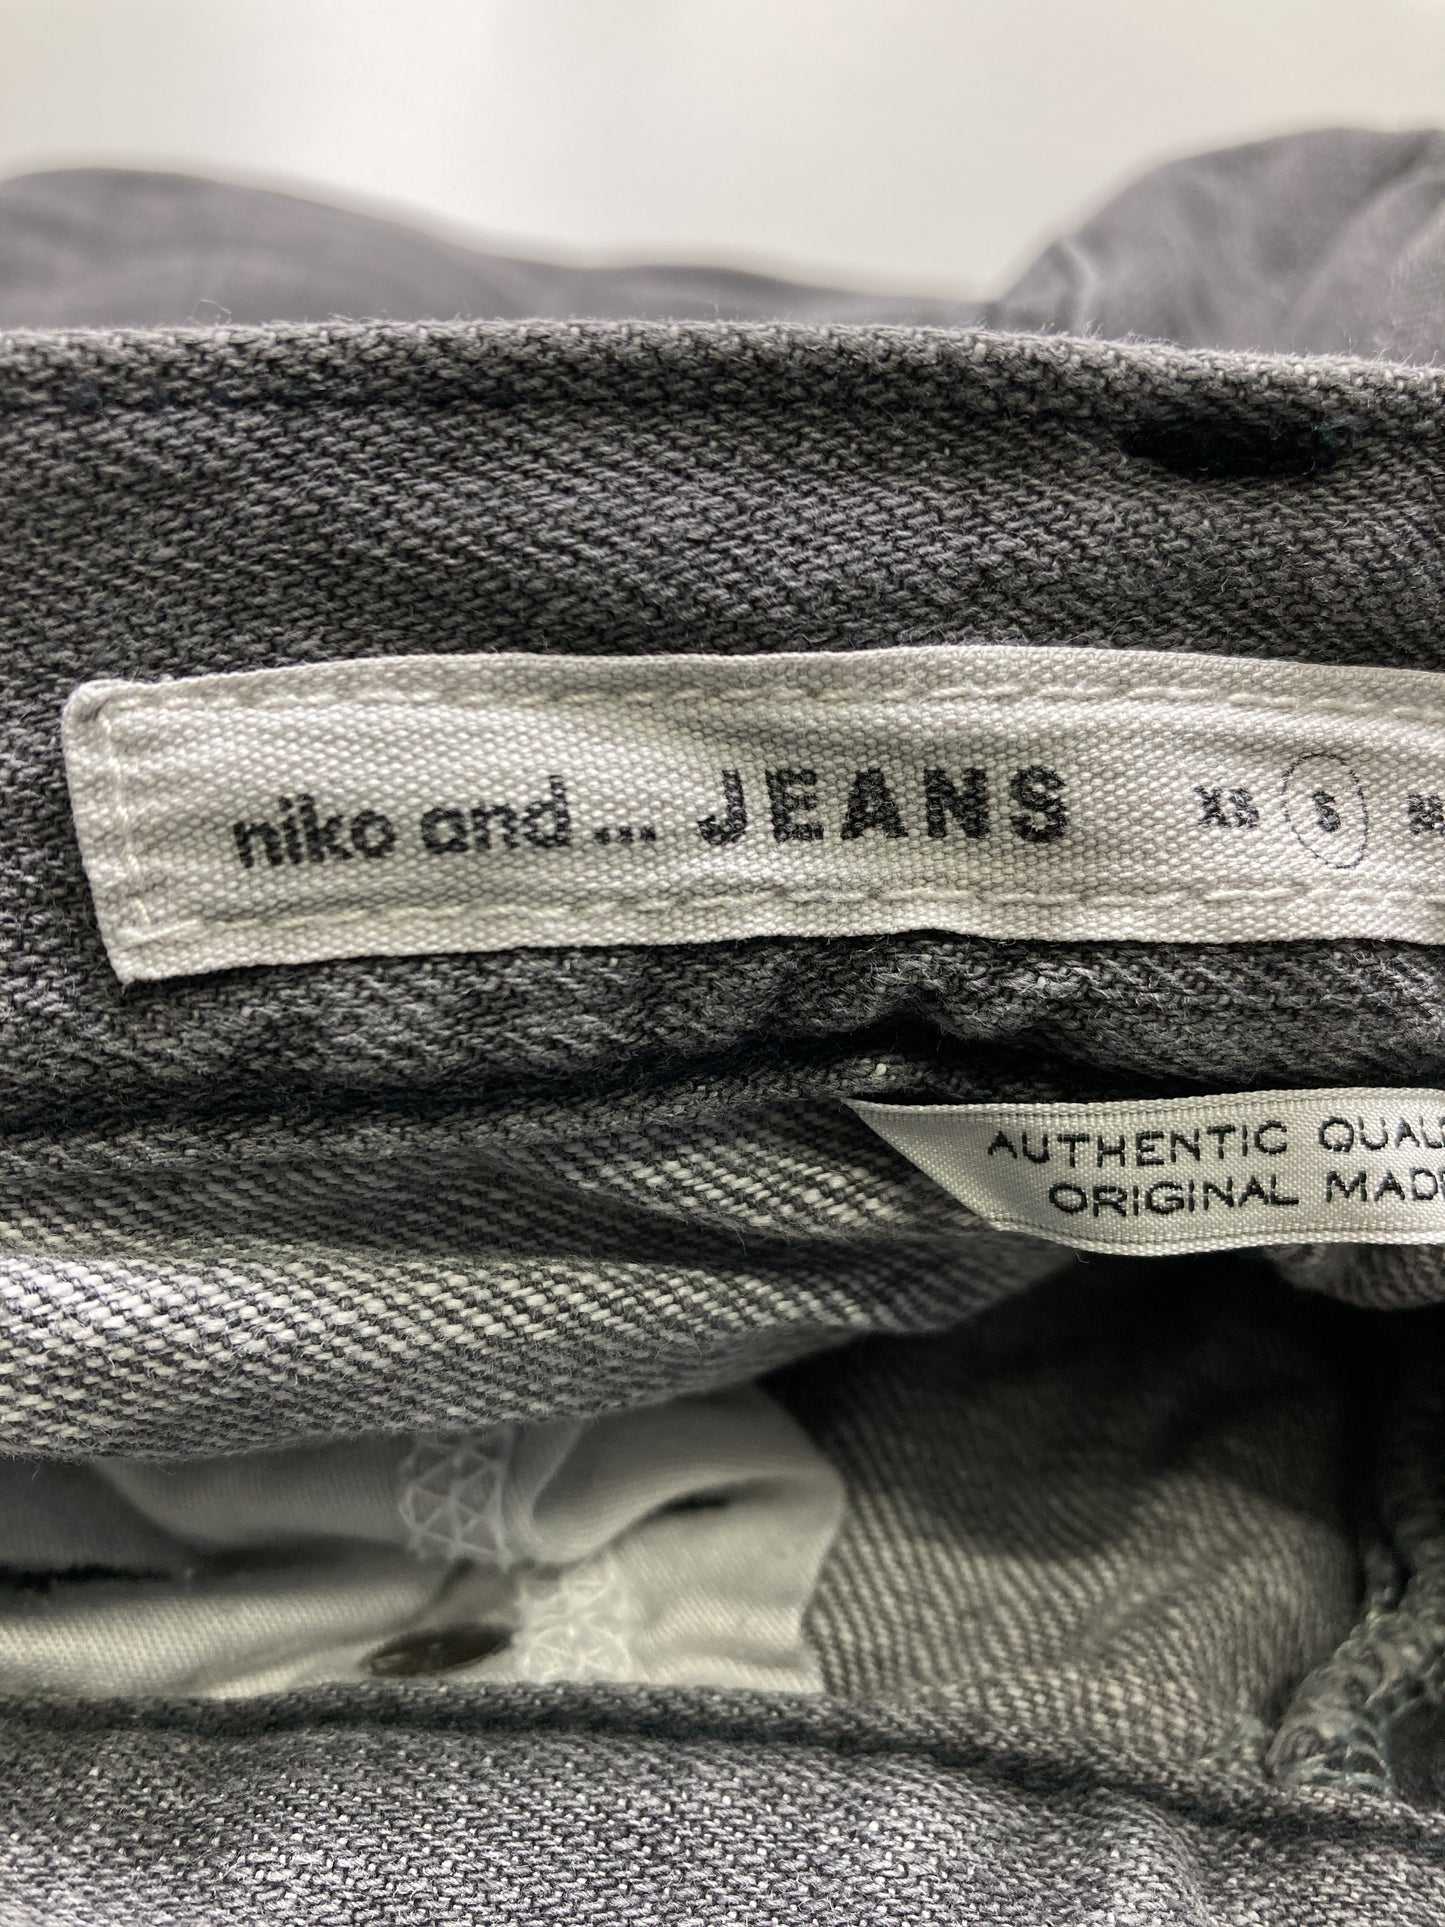 niko and ... JEANS XS S M
AUTHENTIC QUAL
ORIGINAL MAD